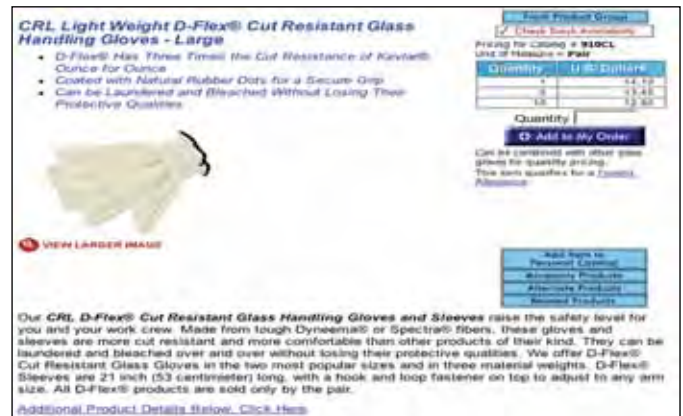 CRL Light Weight D-Flex® Cut Resistant Glass
Handling Gloves - Large
D-Flex® Has Three Times the Cut Resistance of Kevlar®
Ounce for Ounce
Coated with Natural Rubber Dots for a Secure Grip
Can be Laundered and Bleached Without Losing Their
Protective Qualities
VIEW LARGER IMAGE
Front Product Group
Check Stock Availability
Pricing for Catalog # 910CL
Unit of Measure = Pair
Quantity U.S. Dollars
1
Quantity
Add to My Order
Can be combined with other
gloves for quantity pricing.
This item qualifies for a
Allowance
Add Item to
Personal Catalog
Accessory Products
Alternate Products
Related Products
Our CRL D-Flex® Cut Resistant Glass Handling Gloves and Sleeves raise the safety level for
you and your work crew. Made from tough Dyneema® or Spectra® fibers, these gloves and
sleeves are more cut resistant and more comfortable than other products of their kind. They can be
laundered and bleached over and over without losing their protective qualities. We offer D-Flex®
Cut Resistant Glass Gloves in the two most popular sizes and in three material weights. D-Flex®
Sleeves are 21 inch (53 centimeter) long, with a hook and loop fastener on top to adjust to any arm
size. All D-Flex® products are sold only by the pair.
Additional Product Details Below, Click Here